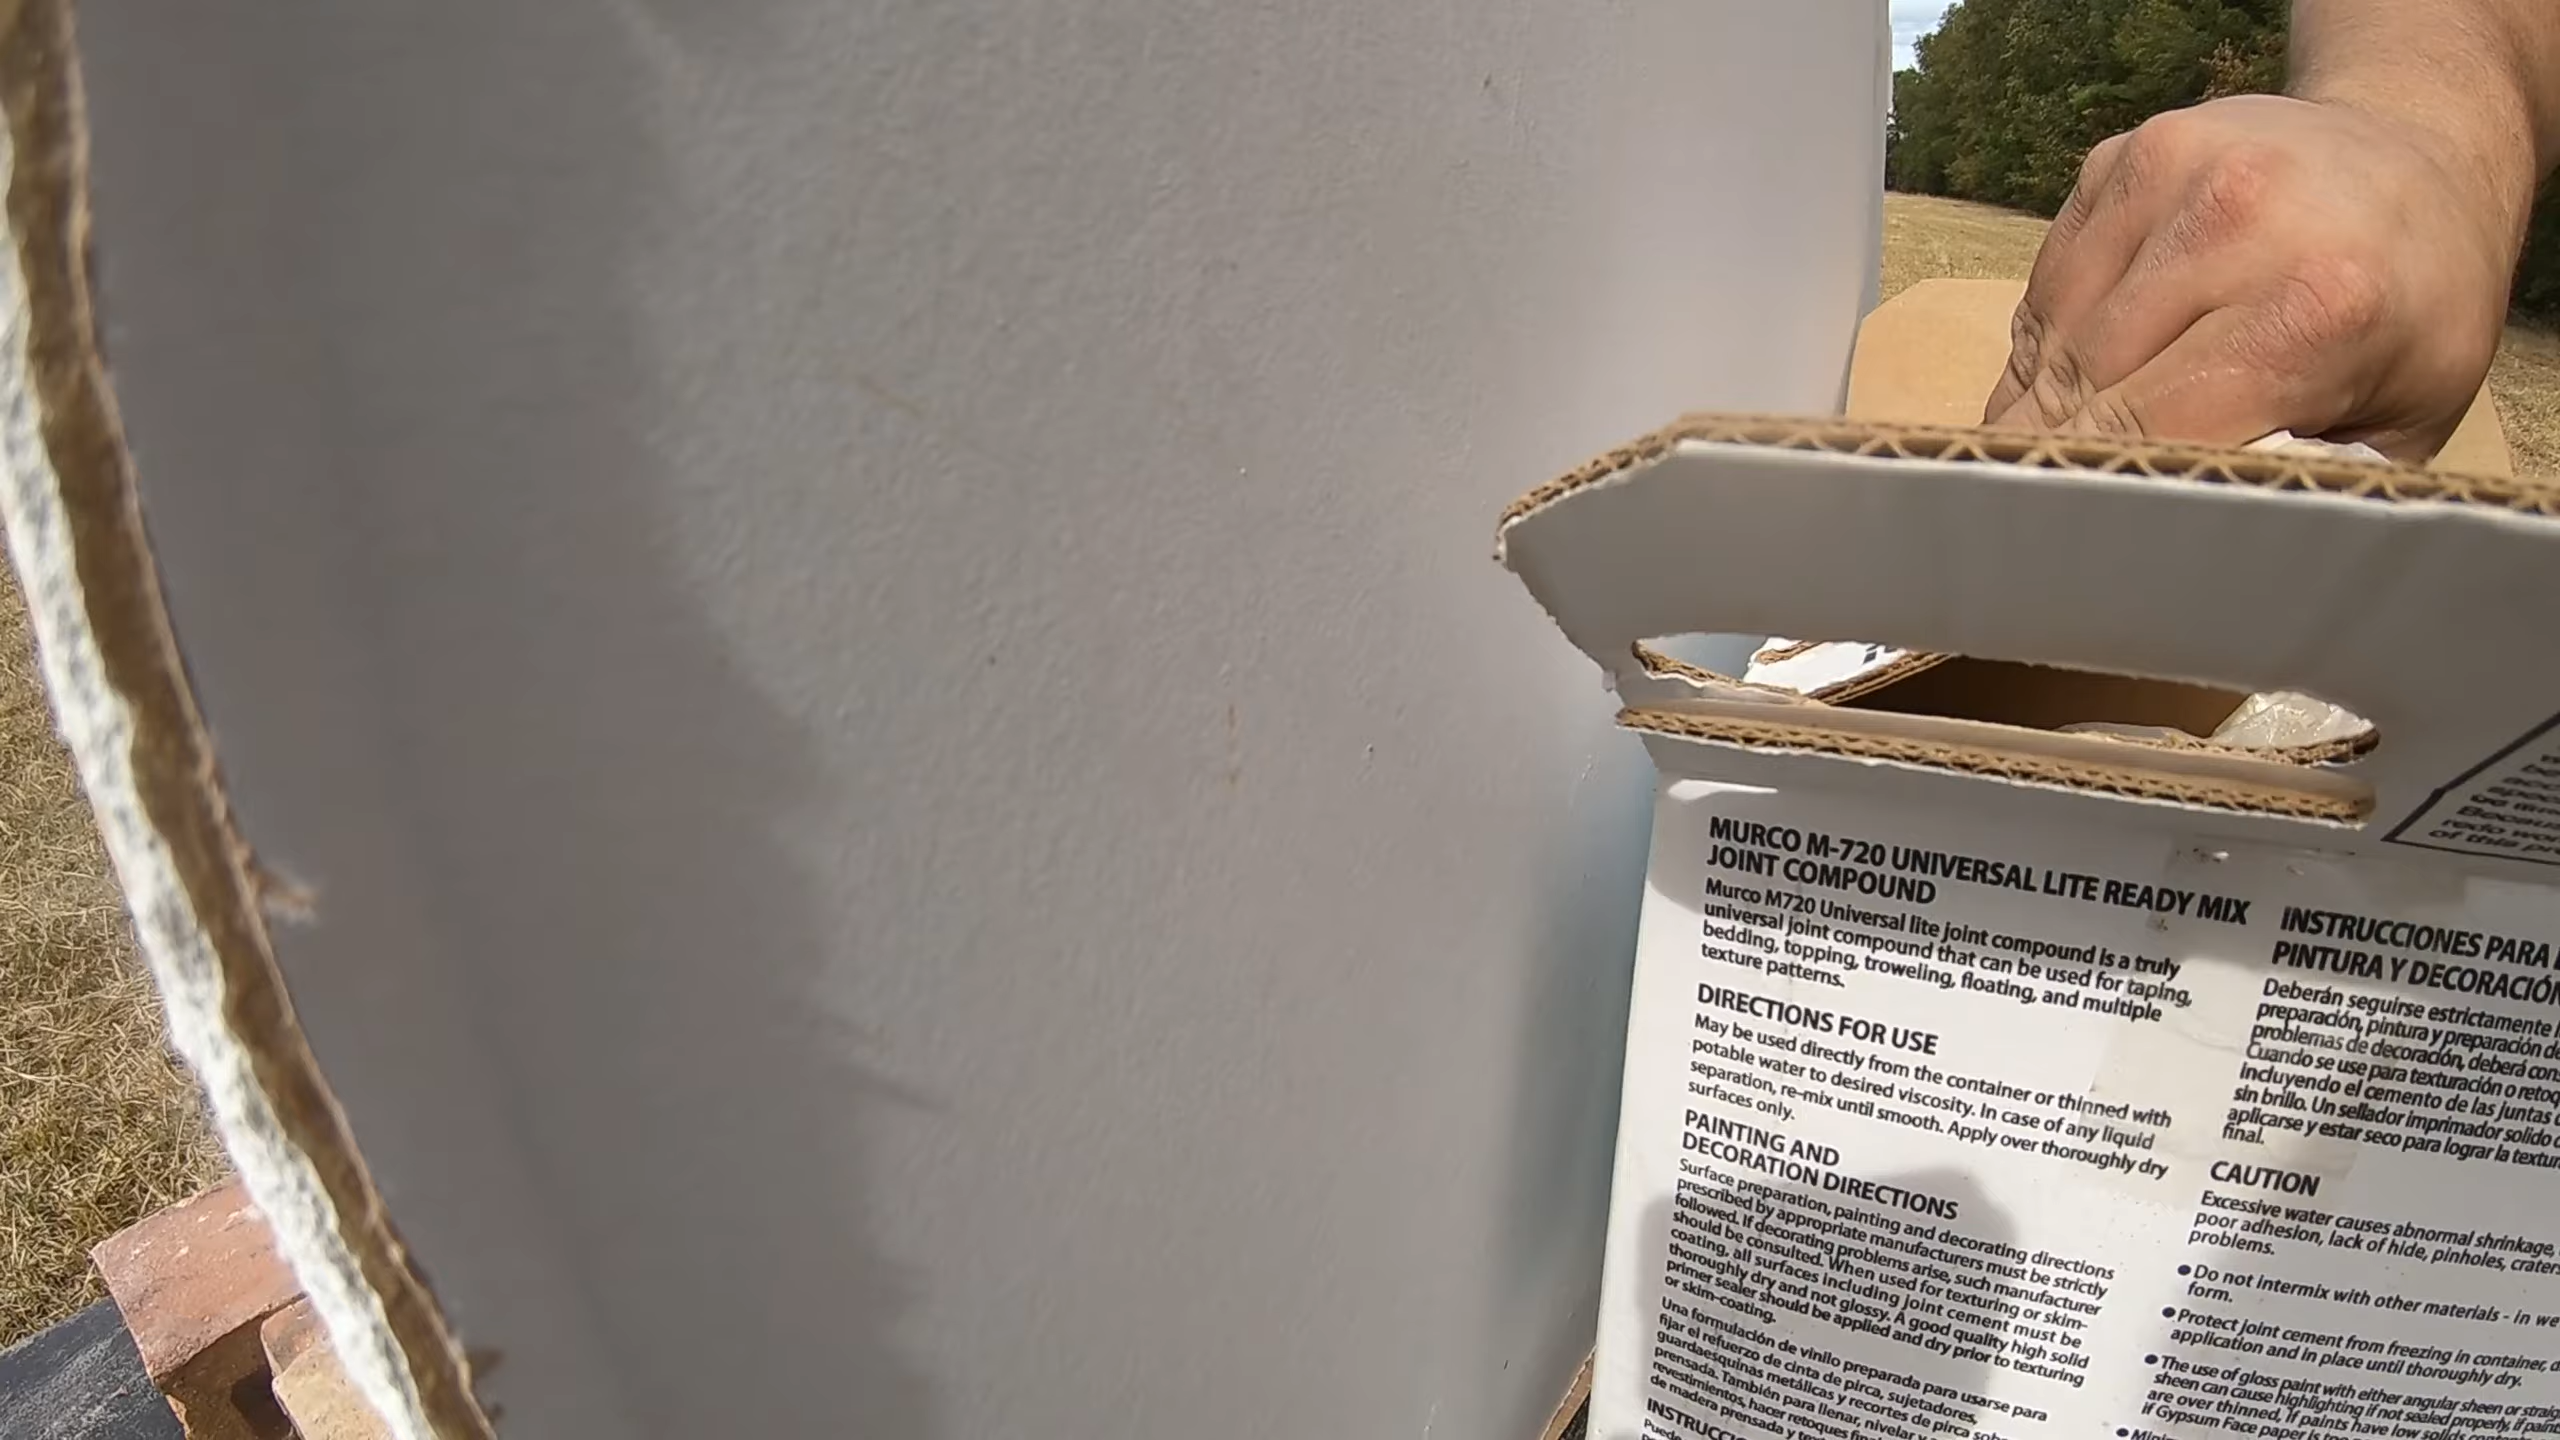 MURCO M-720 UNIVERSAL LITE READY MIX
JOINT COMPOUND
Murco M720 Universal lite joint compound is a truly
universal joint compound that can be used for taping,
bedding, topping, troweling, floating, and multiple
texture patterns.
DIRECTIONS FOR USE
May be used directly from the container or thinned with
potable water to desired viscosity. In case of any liquid
separation, re-mix until smooth. Apply over thoroughly dry
surfaces only.
PAINTING AND
DECORATION DIRECTIONS
Surface preparation, painting and decorating directions
prescribed by appropriate manufacturers must be strictly
followed. If decorating problems arise, such manufacturer
should be consulted. When used for texturing or skim-
coating, all surfaces including joint cement must be
thoroughly dry and not glossy. A good quality high solid
primer sealer should be applied and dry prior to texturing
or skim-coating.
Una formulación de vinilo preparada para usarse para
fijar el refuerzo de cinta de pirca, sujetadores,
guardaesquinas metálicas y recortes de pirca
prensada. También para llenar, nivelar y
revestimientos, hacer retoques
de madera prensada y
INSTRUCCIONES PARA
PINTURA Y DECORACIÓN
Deberán seguirse estrictamente
preparación, pintura y preparación
problemas de decoración, deberá
Cuando se use para texturación o
incluyendo el cemento de las juntas
sin brillo. Un sellador imprimador solido
aplicarse y estar seco para lograr la
final.
CAUTION
Excessive water causes abnormal shrinkage,
poor adhesion, lack of hide, pinholes,
problems.
● Do not intermix with other materials - in
form.
● Protect joint cement from freezing in container,
application and in place until thoroughly dry.
● The use of gloss paint with either angular sheen or
sheen can cause highlighting if not sealed properly, if
are over thinned, if paints have low solids
if Gypsum Face paper is
redo
of this